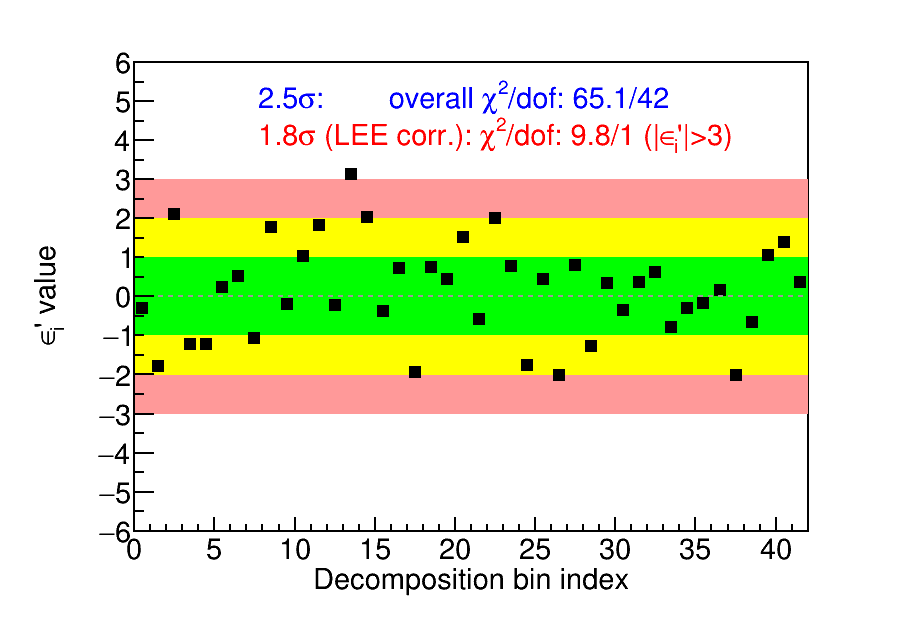 6
2.5σ: overall χ²/dof: 65.1/42
5
1.8σ (LEE corr.): χ²/dof: 9.8/1 (|ϵᵢ'|>3)
4
3
2
1
0
−1
−2
−3
−4
−5
−6
ϵᵢ' value
0 5 10 15 20 25 30 35 40
Decomposition bin index